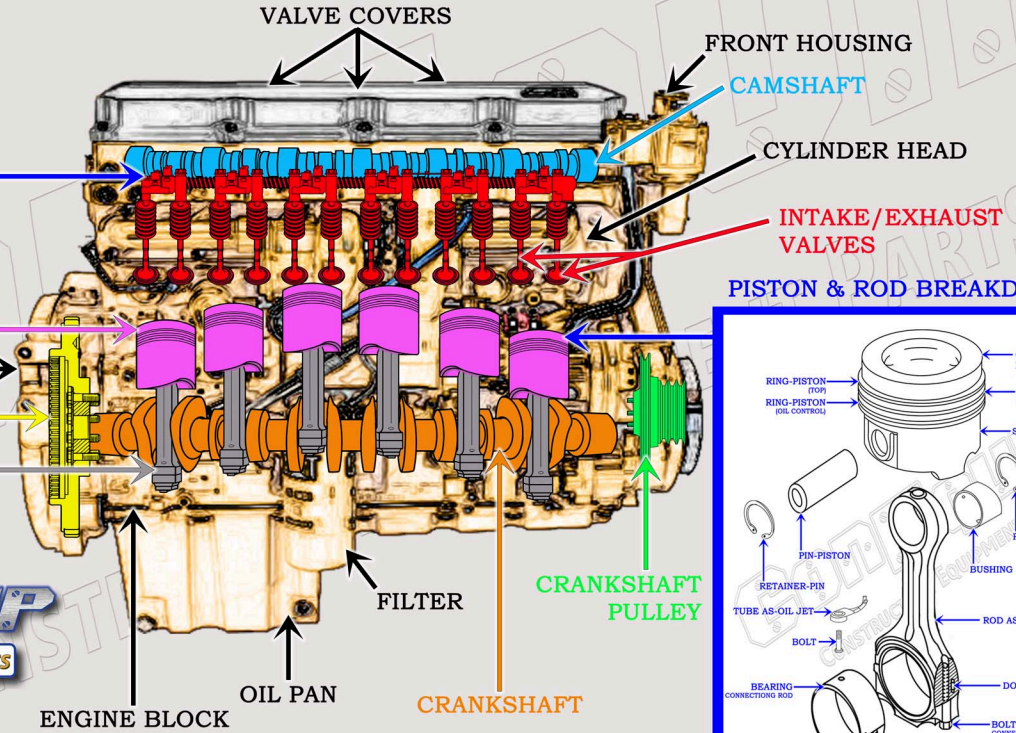 VALVE COVERS
FRONT HOUSING
CAMSHAFT
CYLINDER HEAD
INTAKE/EXHAUST
VALVES
PISTON & ROD BREAKD
RING-PISTON
(TOP)
RING-PISTON
(OIL CONTROL)
PIN-PISTON
BUSHING
RETAINER-PIN
TUBE AS-OIL JET
ROD AS
BOLT
BEARING
CONNECTIONG ROD
DO
BOLT
CRANKSHAFT
PULLEY
FILTER
OIL PAN
CRANKSHAFT
ENGINE BLOCK